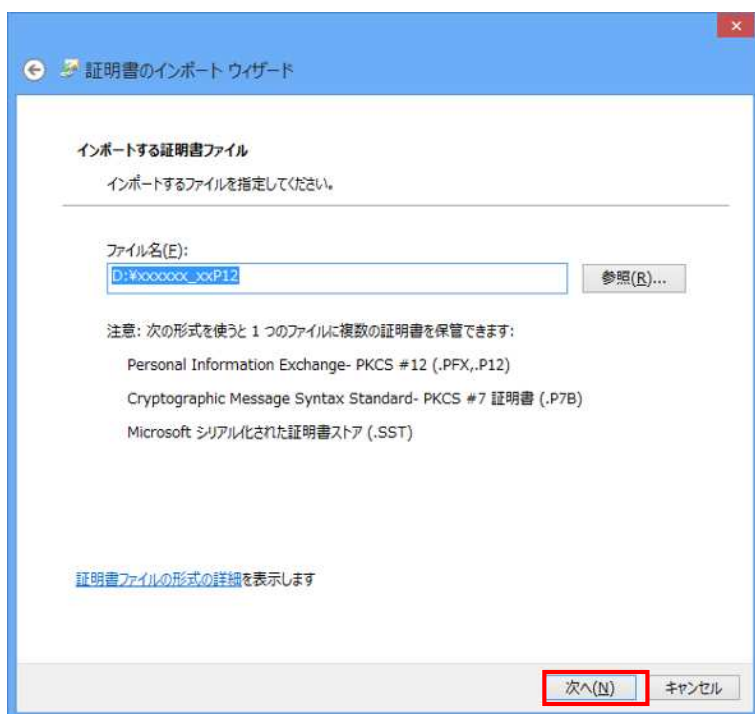 証明書のインポート ウィザード
インポートする証明書ファイル
インポートするファイルを指定してください。
ファイル名(F):
D:¥xxxxxx_xxP12
参照(R)...
注意: 次の形式を使うと 1 つのファイルに複数の証明書を保管できます:
Personal Information Exchange- PKCS #12 (.PFX,.P12)
Cryptographic Message Syntax Standard- PKCS #7 証明書 (.P7B)
Microsoft シリアル化された証明書ストア (.SST)
証明書ファイルの形式の詳細を表示します
次へ(N)
キャンセル